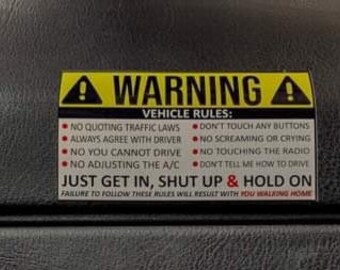 WARNING
VEHICLE RULES:
• NO QUOTING TRAFFIC LAWS
• ALWAYS AGREE WITH DRIVER
• NO YOU CANNOT DRIVE
• NO ADJUSTING THE A/C
• DON'T TOUCH ANY BUTTONS
• NO SCREAMING OR CRYING
• NO TOUCHING THE RADIO
• DON'T TELL ME HOW TO DRIVE
JUST GET IN, SHUT UP & HOLD ON
FAILURE TO FOLLOW THESE RULES WILL RESULT WITH YOU WALKING HOME